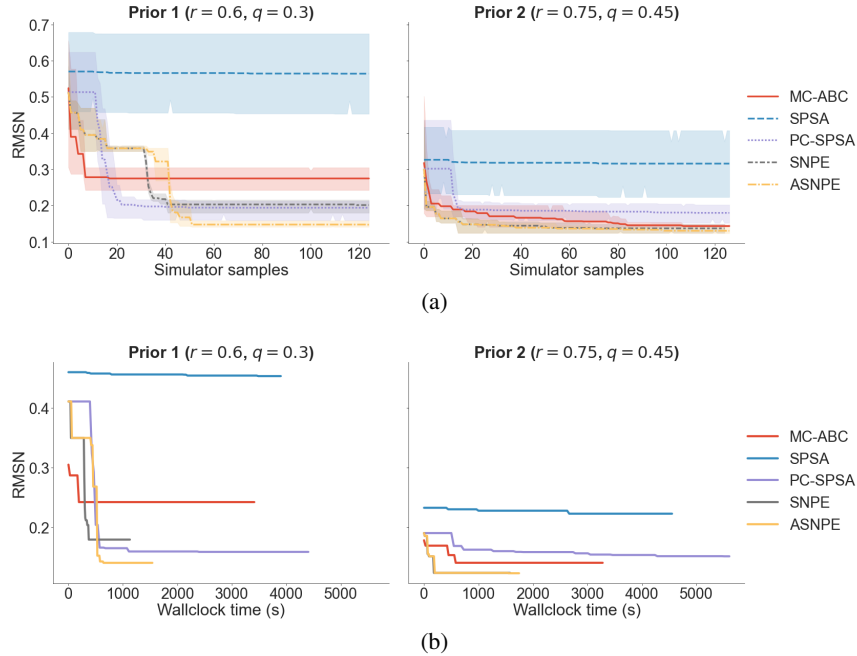 Prior 1 (r = 0.6, q = 0.3)
Prior 2 (r = 0.75, q = 0.45)
0.7
0.6
0.5
0.4
0.3
0.2
0.1
RMSN
0 20 40 60 80 100 120
0 20 40 60 80 100 120
Simulator samples
Simulator samples
MC-ABC
SPSA
PC-SPSA
SNPE
ASNPE
(a)
Prior 1 (r = 0.6, q = 0.3)
Prior 2 (r = 0.75, q = 0.45)
0.4
0.3
0.2
RMSN
0 1000 2000 3000 4000 5000
0 1000 2000 3000 4000 5000
Wallclock time (s)
Wallclock time (s)
MC-ABC
SPSA
PC-SPSA
SNPE
ASNPE
(b)